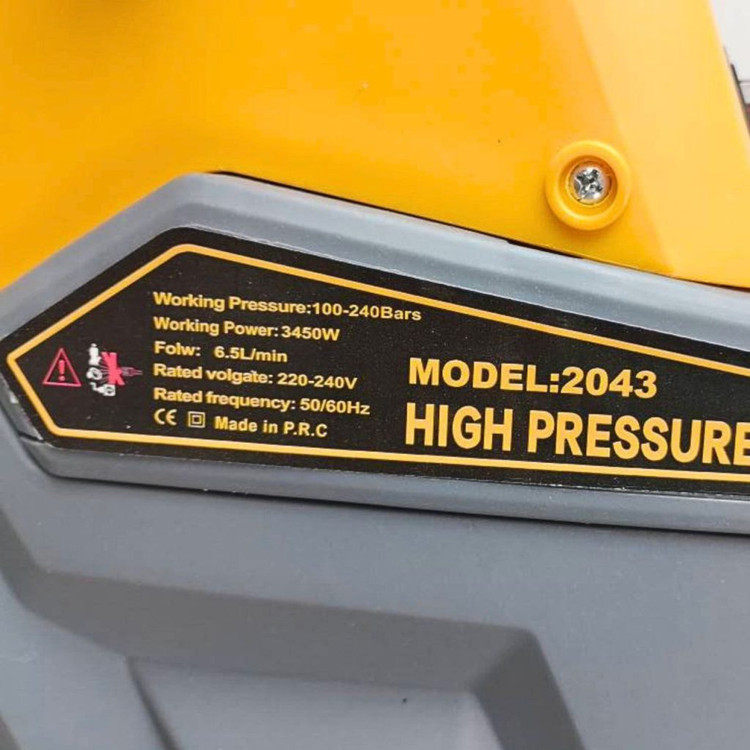 Working Pressure:100-240Bars
Working Power: 3450W
Folw: 6.5L/min
Rated volgate: 220-240V
Rated frequency: 50/60Hz
CE Made in P.R.C
MODEL:2043
HIGH PRESSURE